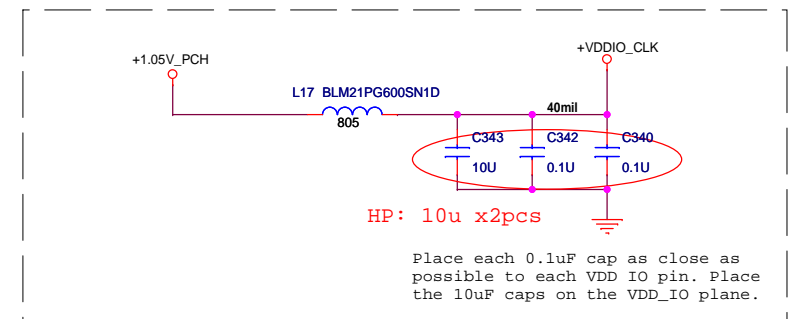 +1.05V_PCH
+VDDIO_CLK
L17 BLM21PG600SN1D
805
40mil
C343
C342
C340
10U
0.1U
0.1U
HP: 10u x2pcs
Place each 0.1uF cap as close as
possible to each VDD IO pin. Place
the 10uF caps on the VDD_IO plane.